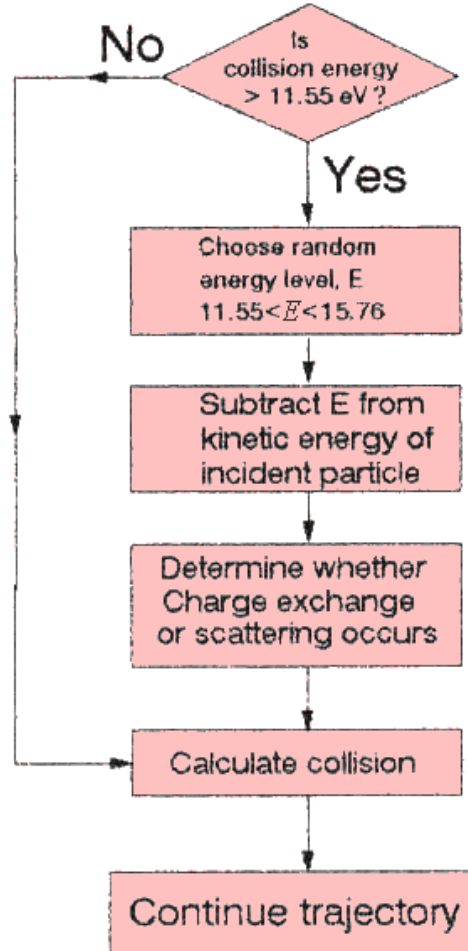 Is
collision energy
> 11.55 eV?
No
Yes
Choose random
energy level, E
11.55<E<15.76
Subtract E from
kinetic energy of
incident particle
Determine whether
Charge exchange
or scattering occurs
Calculate collision
Continue trajectory